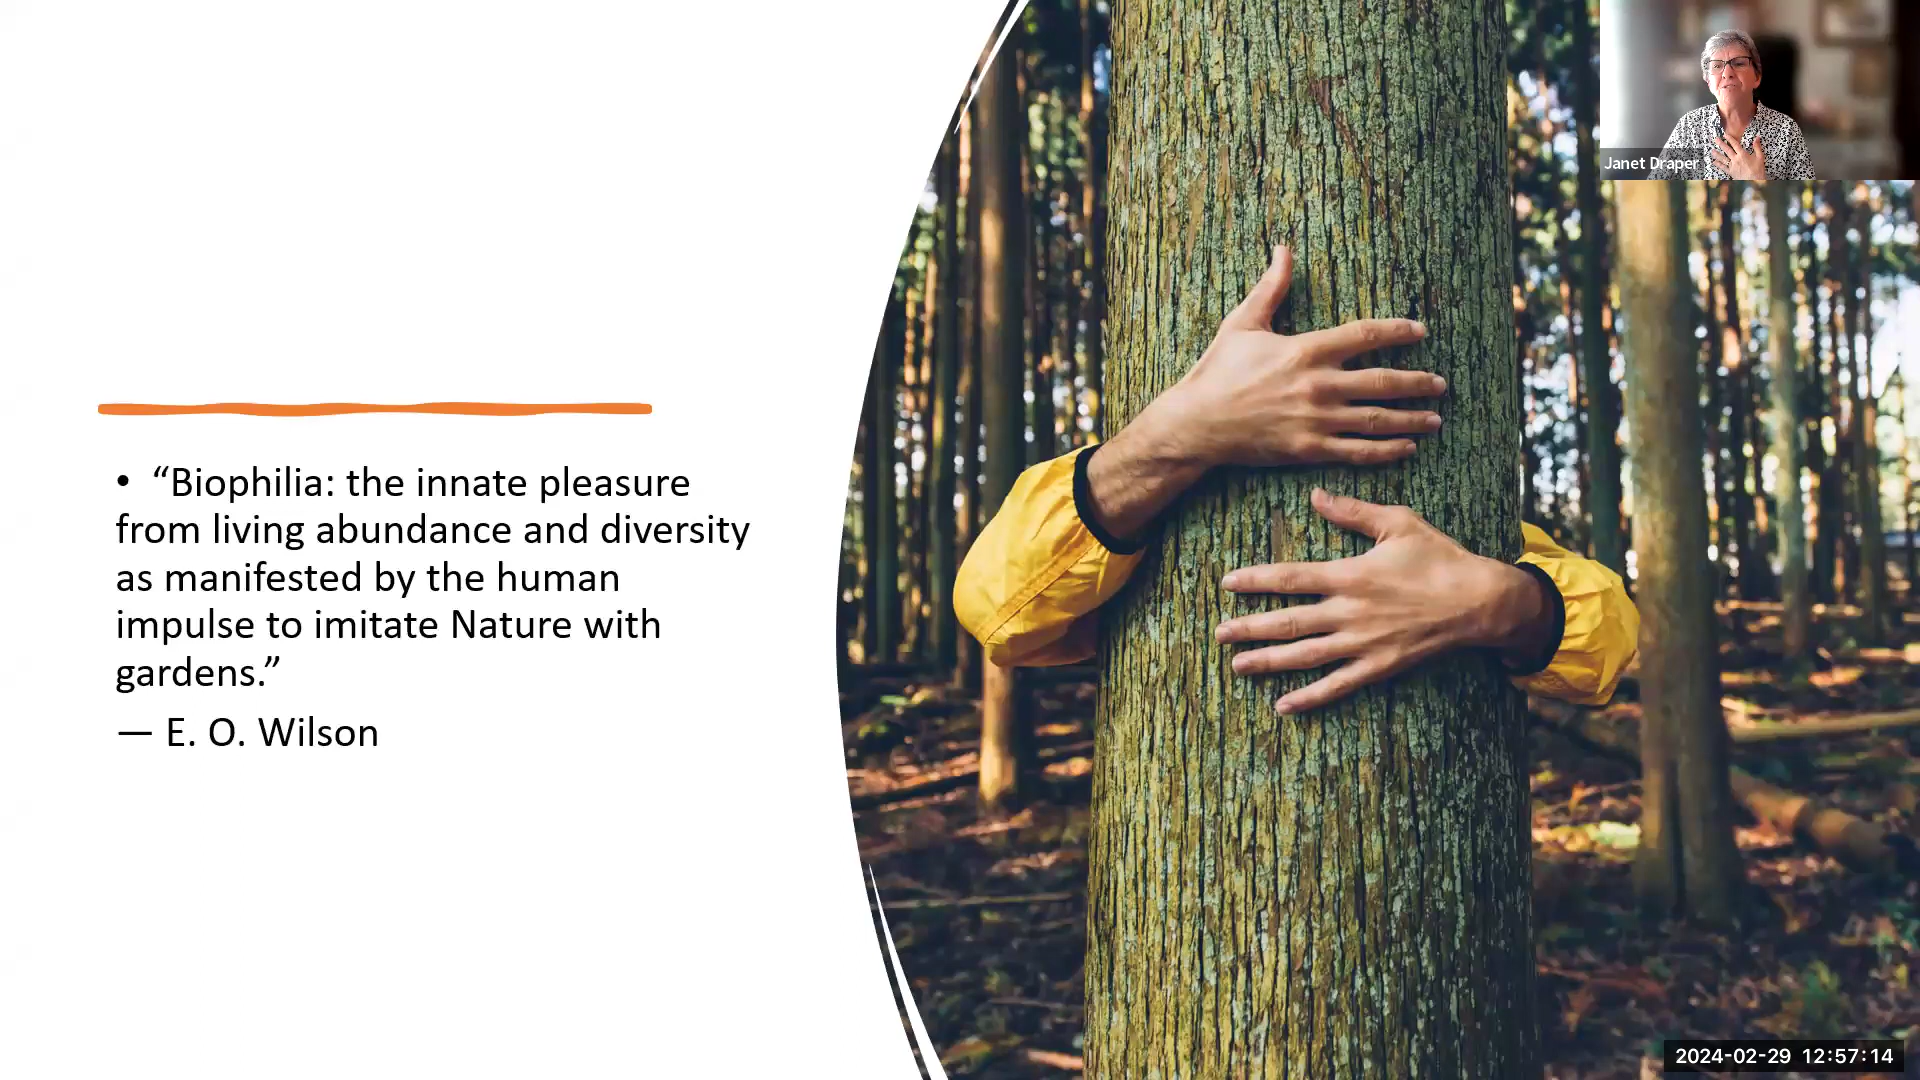 • “Biophilia: the innate pleasure
from living abundance and diversity
as manifested by the human
impulse to imitate Nature with
gardens.”
— E. O. Wilson
Janet Draper
2024-02-29 12:57:14